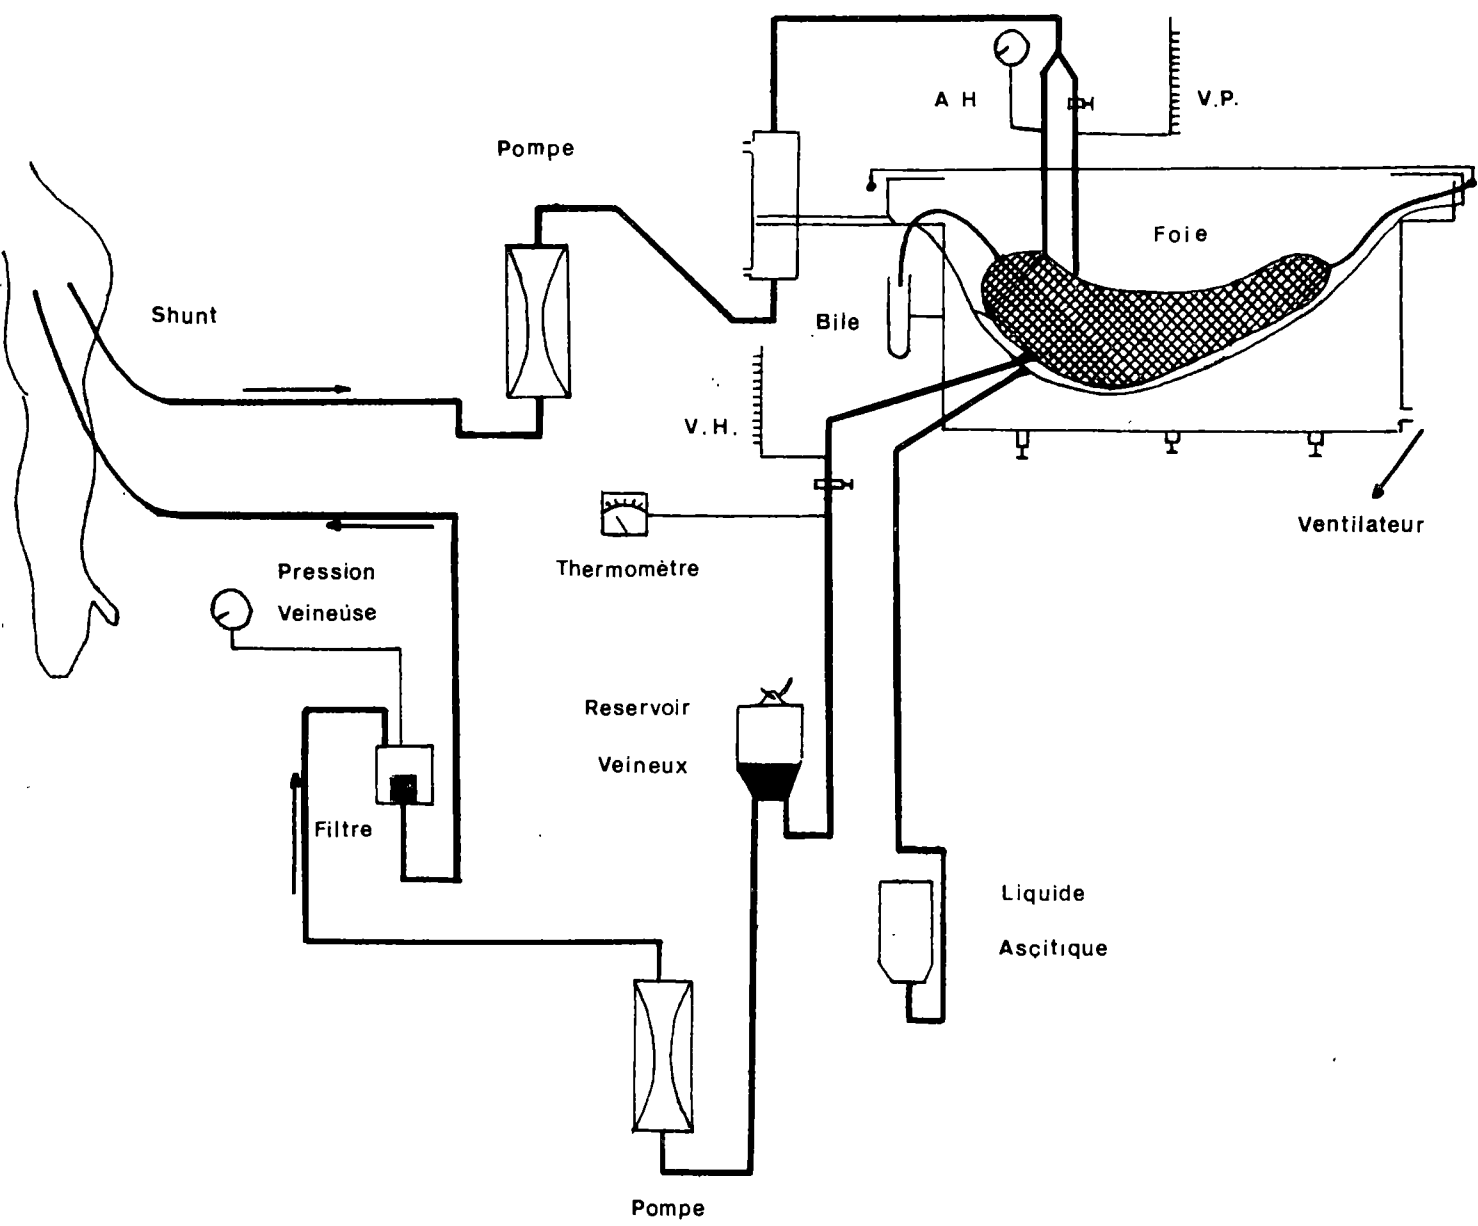 A H
V.P.
Pompe
Foie
Shunt
Bile
V.H.
Ventilateur
Thermomètre
Pression
Veineuse
Reservoir
Veineux
Filtre
Liquide
Asçitique
Pompe